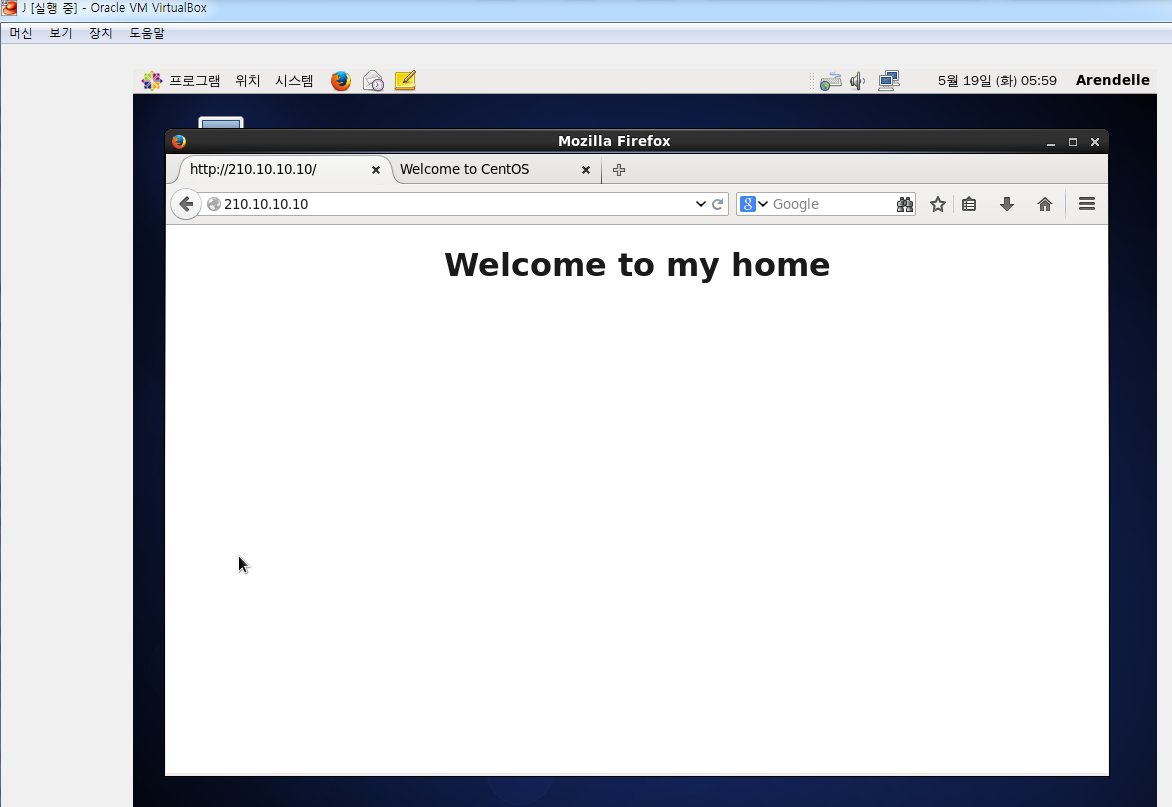 J [실행 중] - Oracle VM VirtualBox
머신 보기 장치 도움말
프로그램 위치 시스템 5월 19일 (화) 05:59 Arendelle
Mozilla Firefox
http://210.10.10.10/ Welcome to CentOS
210.10.10.10 8 Google
Welcome to my home